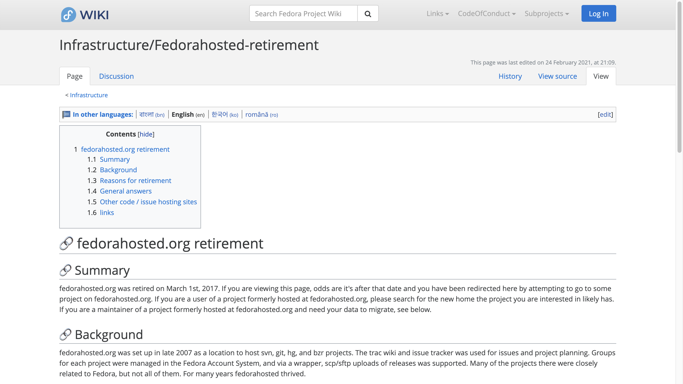 WIKI
Search Fedora Project Wiki
Links
CodeOfConduct
Subprojects
Log In
Infrastructure/Fedorahosted-retirement
This page was last edited on 24 February 2021, at 21:09.
Page
Discussion
History
View source
View
< Infrastructure
In other languages: বাংলা (bn) English (en) 한국어 (ko) română (ro)
[edit]
Contents [hide]
1 fedorahosted.org retirement
1.1 Summary
1.2 Background
1.3 Reasons for retirement
1.4 General answers
1.5 Other code / issue hosting sites
1.6 links
fedorahosted.org retirement
Summary
fedorahosted.org was retired on March 1st, 2017. If you are viewing this page, odds are it's after that date and you have been redirected here by attempting to go to some
project on fedorahosted.org. If you are a user of a project formerly hosted at fedorahosted.org, please search for the new home the project you are interested in likely has.
If you are a maintainer of a project formerly hosted at fedorahosted.org and need your data to migrate, see below.
Background
fedorahosted.org was set up in late 2007 as a location to host svn, git, hg, and bzr projects. The trac wiki and issue tracker was used for issues and project planning. Groups
for each project were managed in the Fedora Account System, and via a wrapper, scp/sftp uploads of releases was supported. Many of the projects there were closely
related to Fedora, but not all of them. For many years fedorahosted thrived.